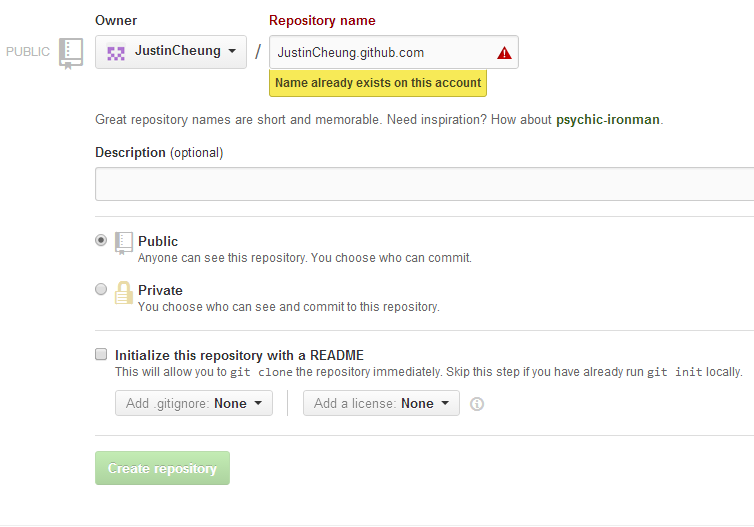 Owner Repository name
PUBLIC JustinCheung / JustinCheung.github.com
Name already exists on this account
Great repository names are short and memorable. Need inspiration? How about psychic-ironman.
Description (optional)
Public
Anyone can see this repository. You choose who can commit.
Private
You choose who can see and commit to this repository.
Initialize this repository with a README
This will allow you to git clone the repository immediately. Skip this step if you have already run git init locally.
Add .gitignore: None Add a license: None
Create repository